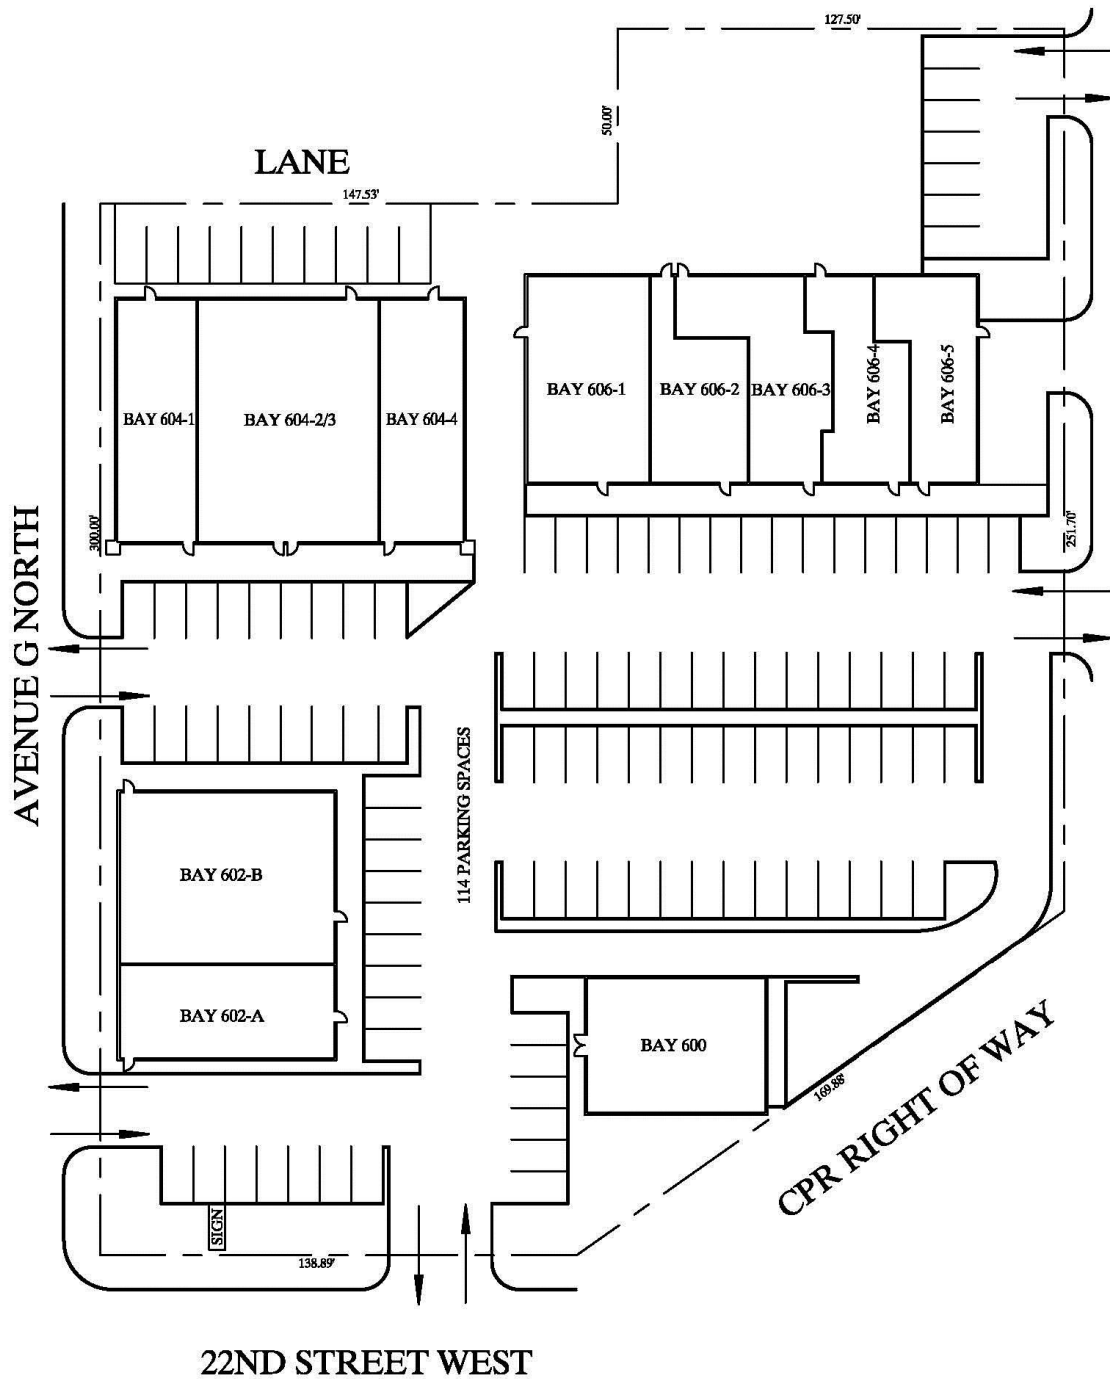 127.50'
50.00'
LANE
147.53'
BAY 604-1
BAY 604-2/3
BAY 604-4
BAY 606-1
BAY 606-2
BAY 606-3
BAY 606-4
BAY 606-5
300.00'
251.70'
AVENUE G NORTH
114 PARKING SPACES
BAY 602-B
BAY 602-A
BAY 600
169.88'
CPR RIGHT OF WAY
SIGN
138.89'
22ND STREET WEST